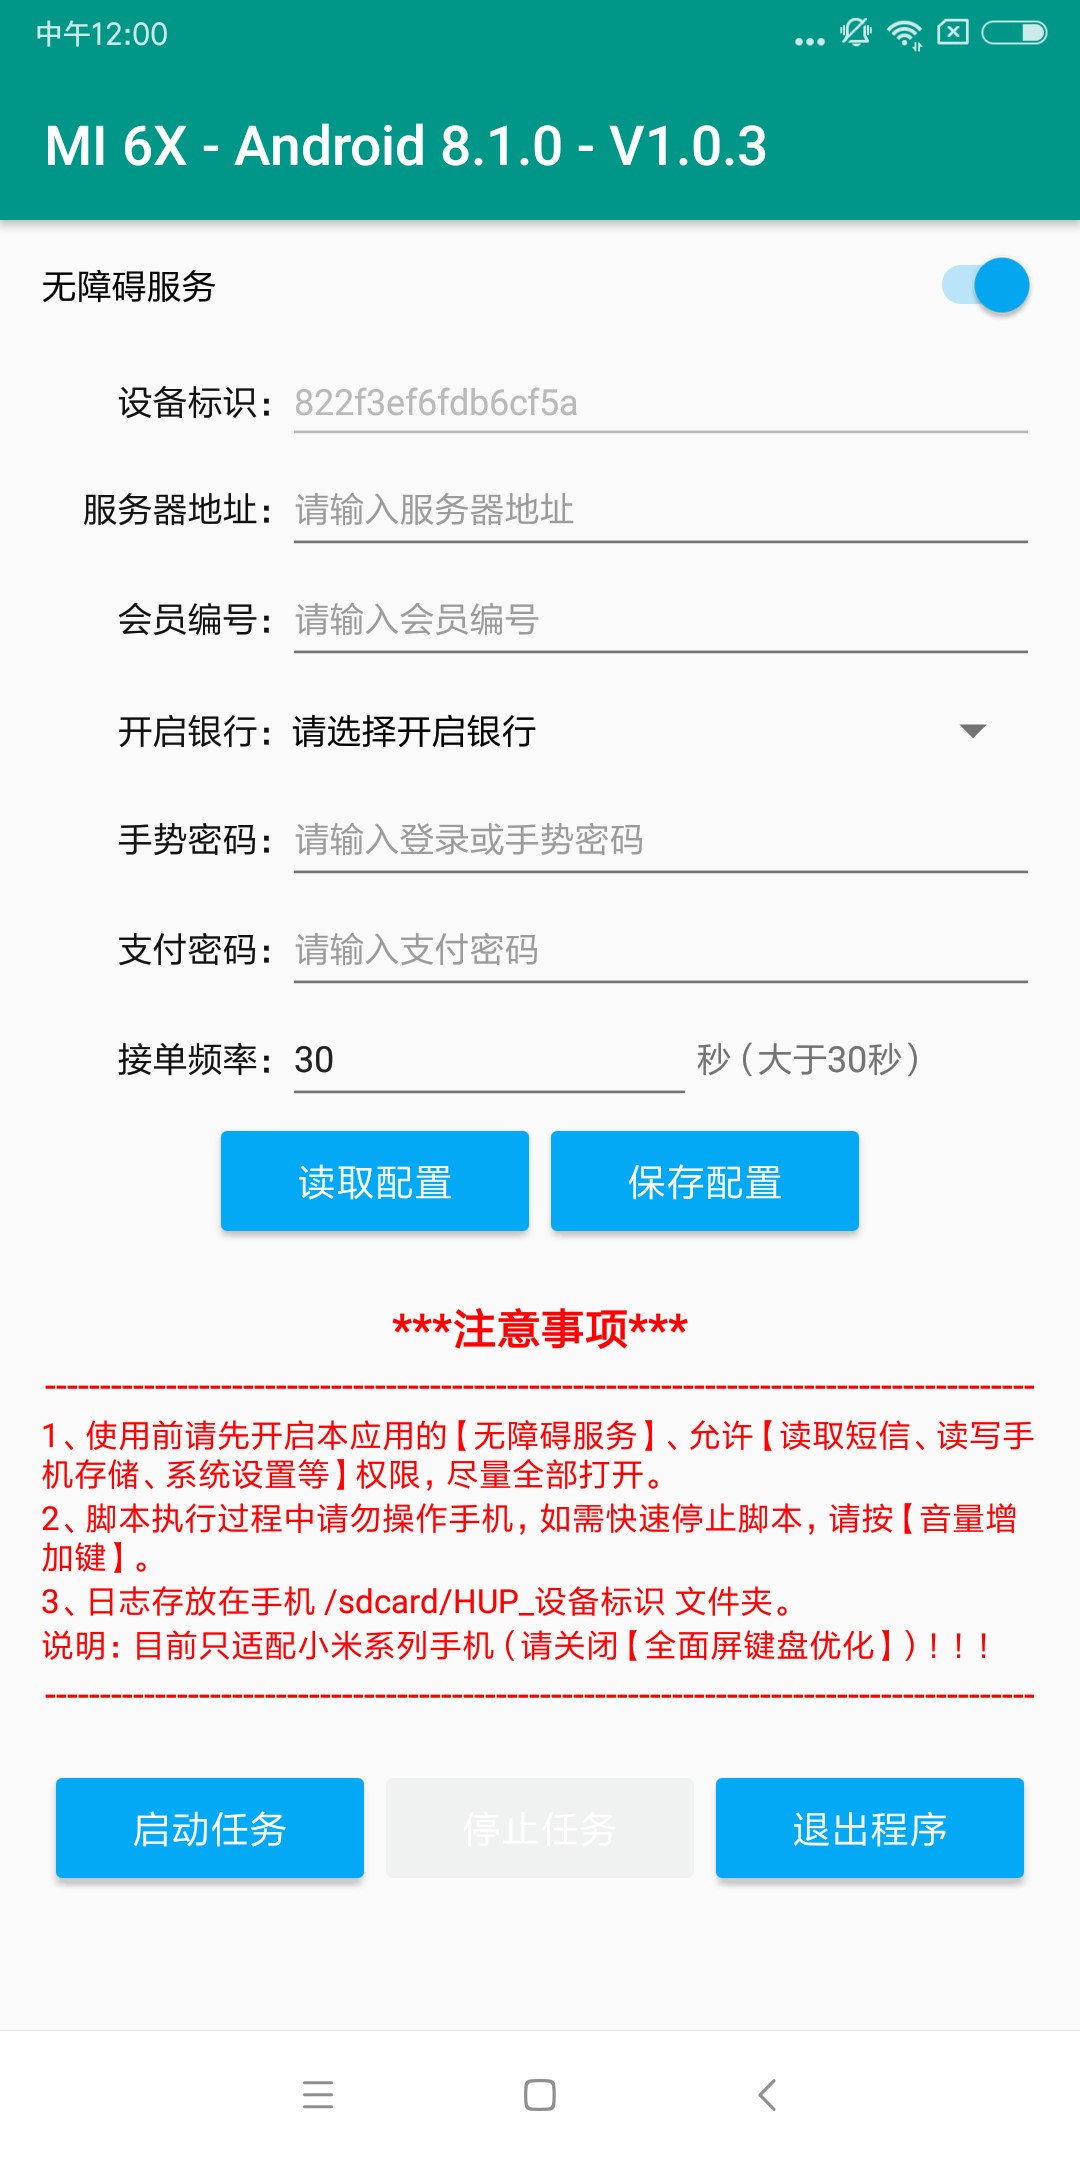 中午12:00
MI 6X - Android 8.1.0 - V1.0.3
无障碍服务
设备标识：822f3ef6fdb6cf5a
服务器地址：请输入服务器地址
会员编号：请输入会员编号
开启银行：请选择开启银行
手势密码：请输入登录或手势密码
支付密码：请输入支付密码
接单频率：30 秒（大于30秒）
读取配置 保存配置
***注意事项***
------------------------------------------------------------------------------------------
1、使用前请先开启本应用的【无障碍服务】、允许【读取短信、读写手
机存储、系统设置等】权限，尽量全部打开。
2、脚本执行过程中请勿操作手机，如需快速停止脚本，请按【音量增
加键】。
3、日志存放在手机 /sdcard/HUP_设备标识 文件夹。
说明：目前只适配小米系列手机（请关闭【全面屏键盘优化】）！！！
------------------------------------------------------------------------------------------
启动任务 停止任务 退出程序